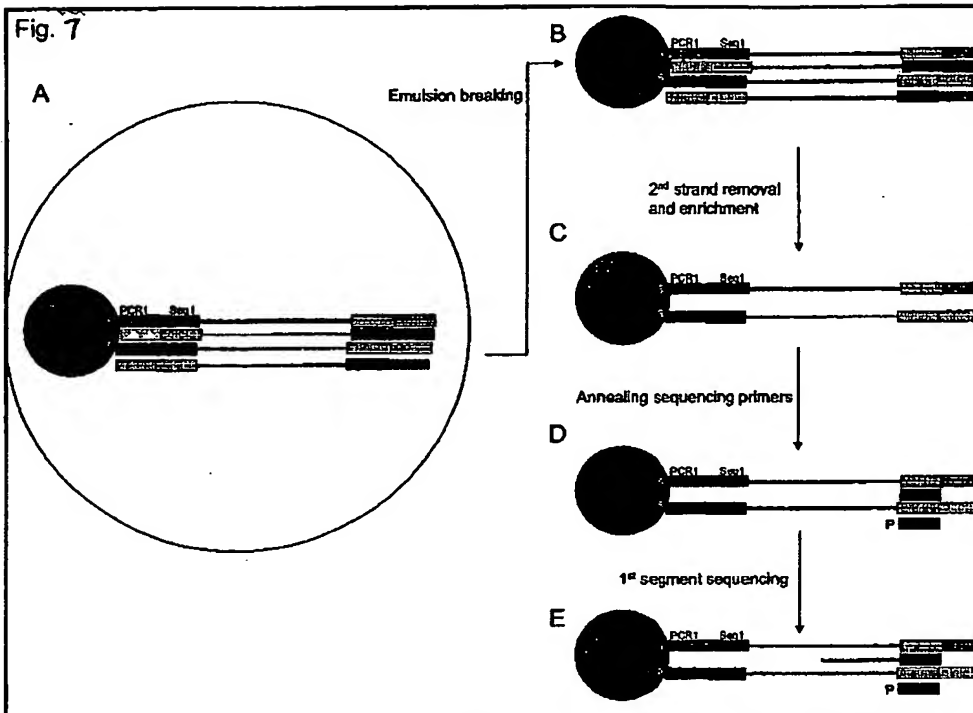 Fig. 7
A
PCR1 Seq1
Emulsion breaking
B
PCR1 Seq1
2nd strand removal
and enrichment
C
PCR1 Seq1
Annealing sequencing primers
D
PCR1 Seq1
P
1st segment sequencing
E
PCR1 Seq1
P